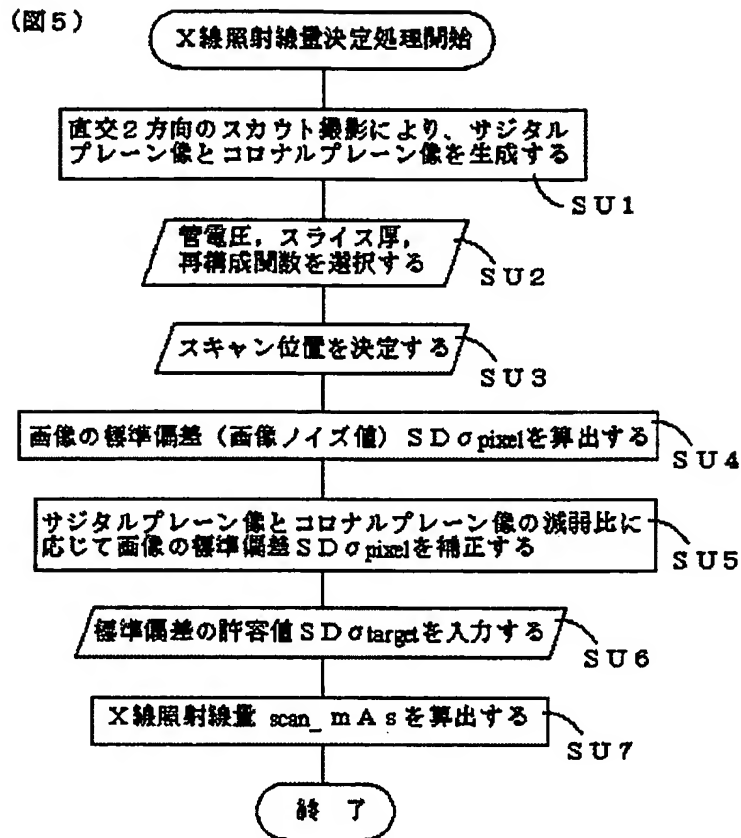 (図5)
X線照射線量決定処理開始
直交2方向のスカウト撮影により、サジタル
プレーン像とコロナルプレーン像を生成する
SU1
管電圧，スライス厚，
再構成関数を選択する
SU2
スキャン位置を決定する
SU3
画像の標準偏差（画像ノイズ値）SDσpixelを算出する
SU4
サジタルプレーン像とコロナルプレーン像の減弱比に
応じて画像の標準偏差SDσpixelを補正する
SU5
標準偏差の許容値SDσtargetを入力する
SU6
X線照射線量 scan_mAsを算出する
SU7
終 了